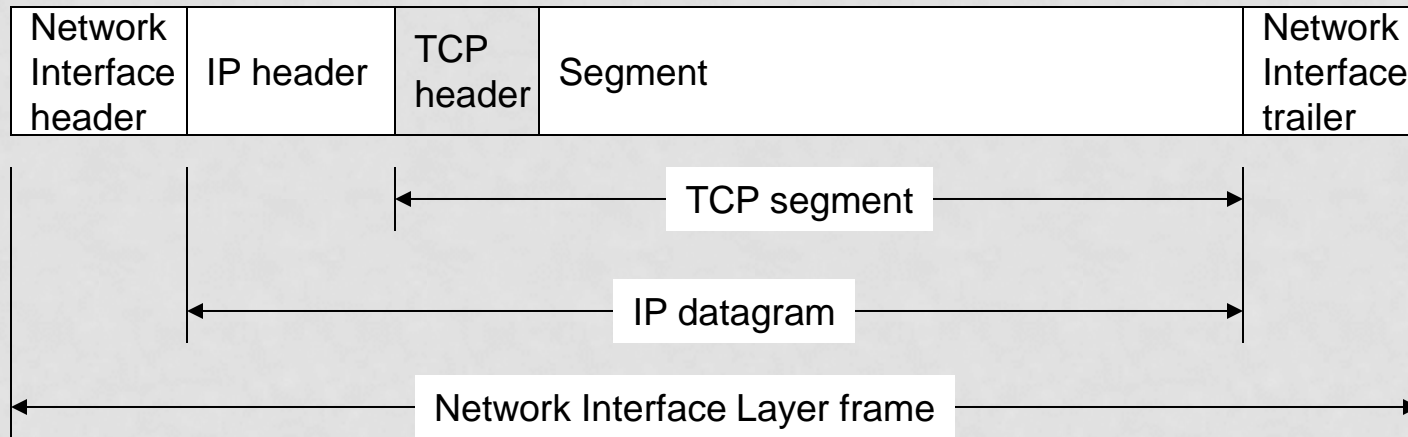 Network
Interface
header
IP header
TCP
header
Segment
Network
Interface
trailer
TCP segment
IP datagram
Network Interface Layer frame